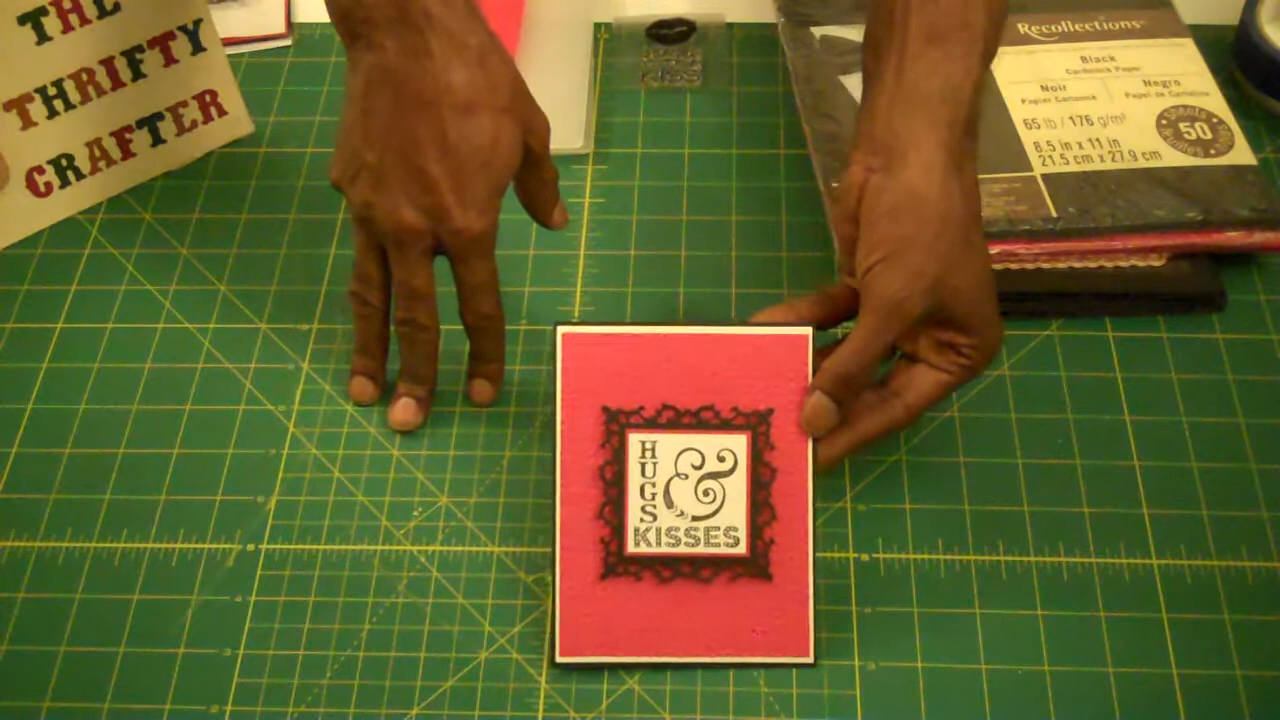 THE
THRIFTY
CRAFTER
KISS
Recollections
Black
Cardstock Paper
Noir
Papier Cartonné
Negro
Papel de Cartulina
65 lb / 176 g/m²
8.5 in x 11 in
21.5 cm x 27.9 cm
50
HUGS
&
KISSES